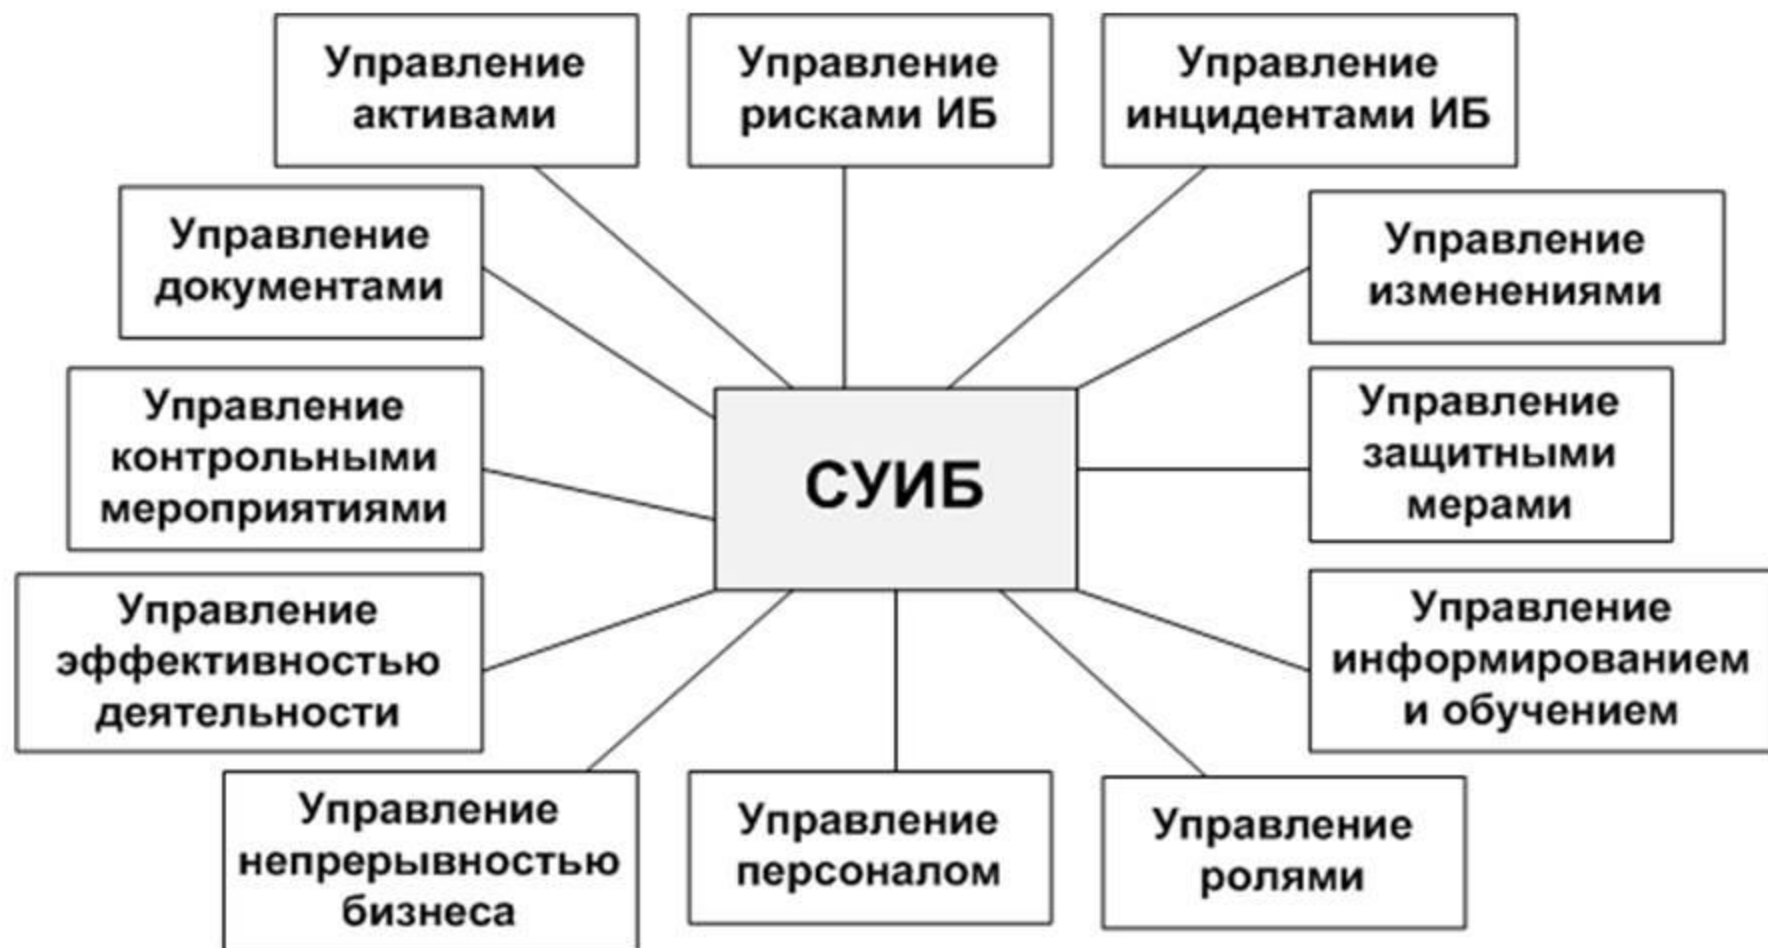 Управление
активами
Управление
рисками ИБ
Управление
инцидентами ИБ
Управление
документами
Управление
изменениями
Управление
контрольными
мероприятиями
СУИБ
Управление
защитными
мерами
Управление
эффективностью
деятельности
Управление
информированием
и обучением
Управление
непрерывностью
бизнеса
Управление
персоналом
Управление
ролями